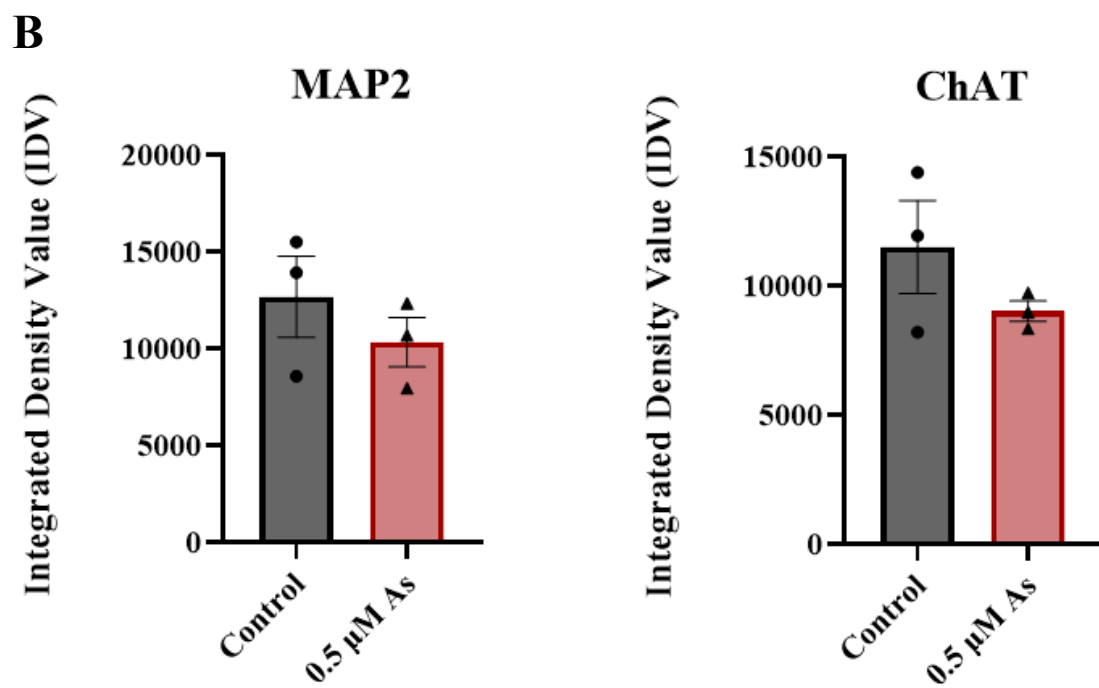 B
MAP2
Integrated Density Value (IDV)
20000
15000
10000
5000
0
Control
0.5 µM As
ChAT
Integrated Density Value (IDV)
15000
10000
5000
0
Control
0.5 µM As